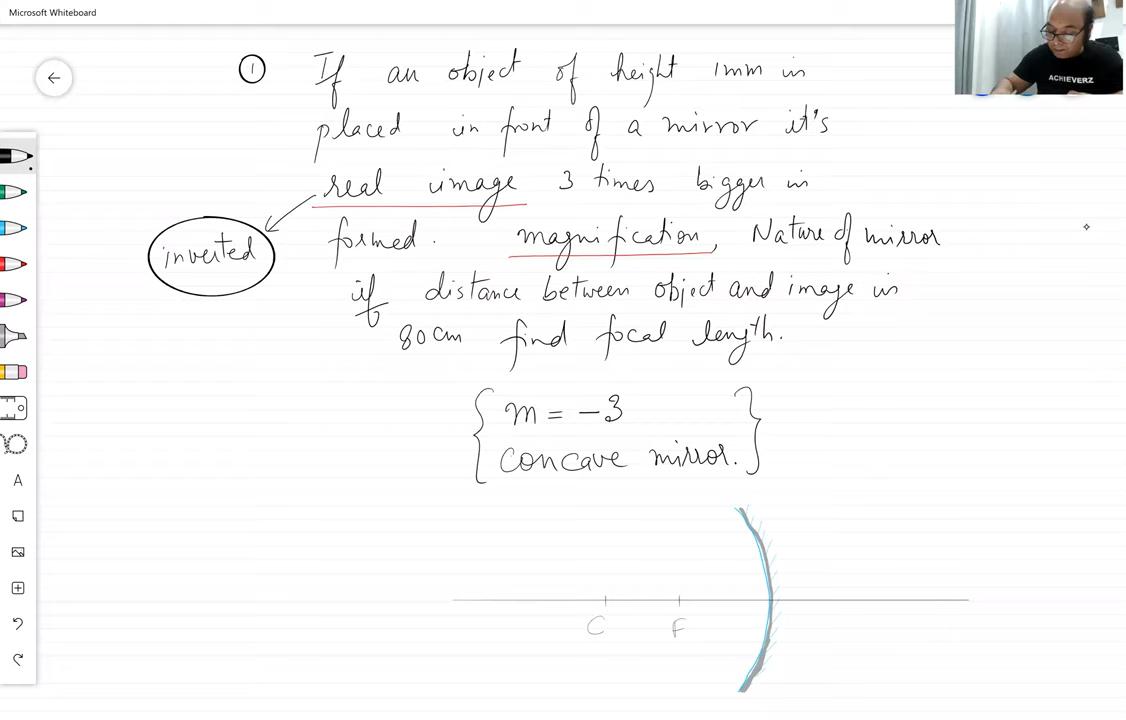 Microsoft Whiteboard
ACHIEVERZ
1 If an object of height 1mm is
placed in front of a mirror it's
real image 3 times bigger is
inverted
formed. magnification, Nature of mirror
if distance between object and image is
80cm find focal length.
m = -3
concave mirror.
A
C F